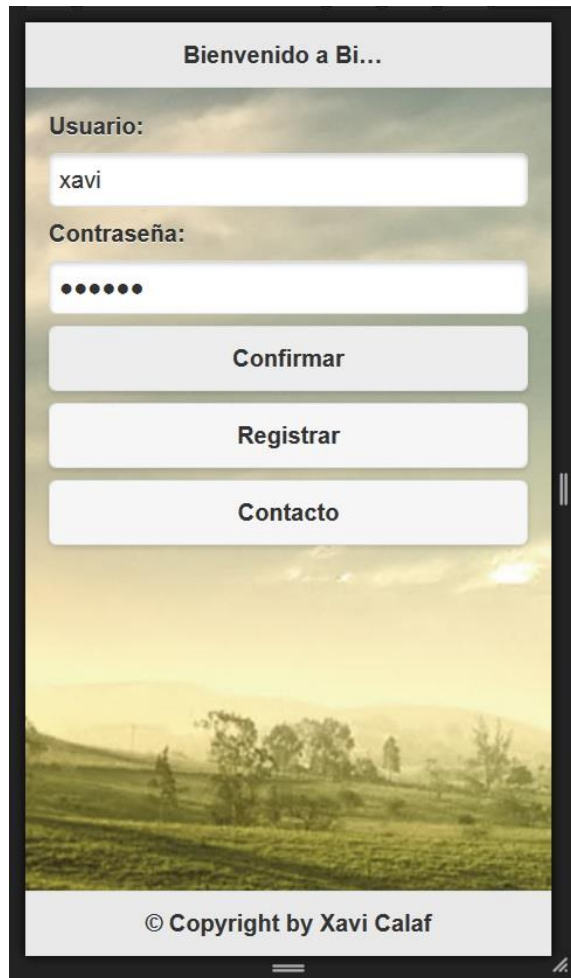 Bienvenido a Bi...
Usuario:
xavi
Contraseña:
••••••
Confirmar
Registrar
Contacto
© Copyright by Xavi Calaf